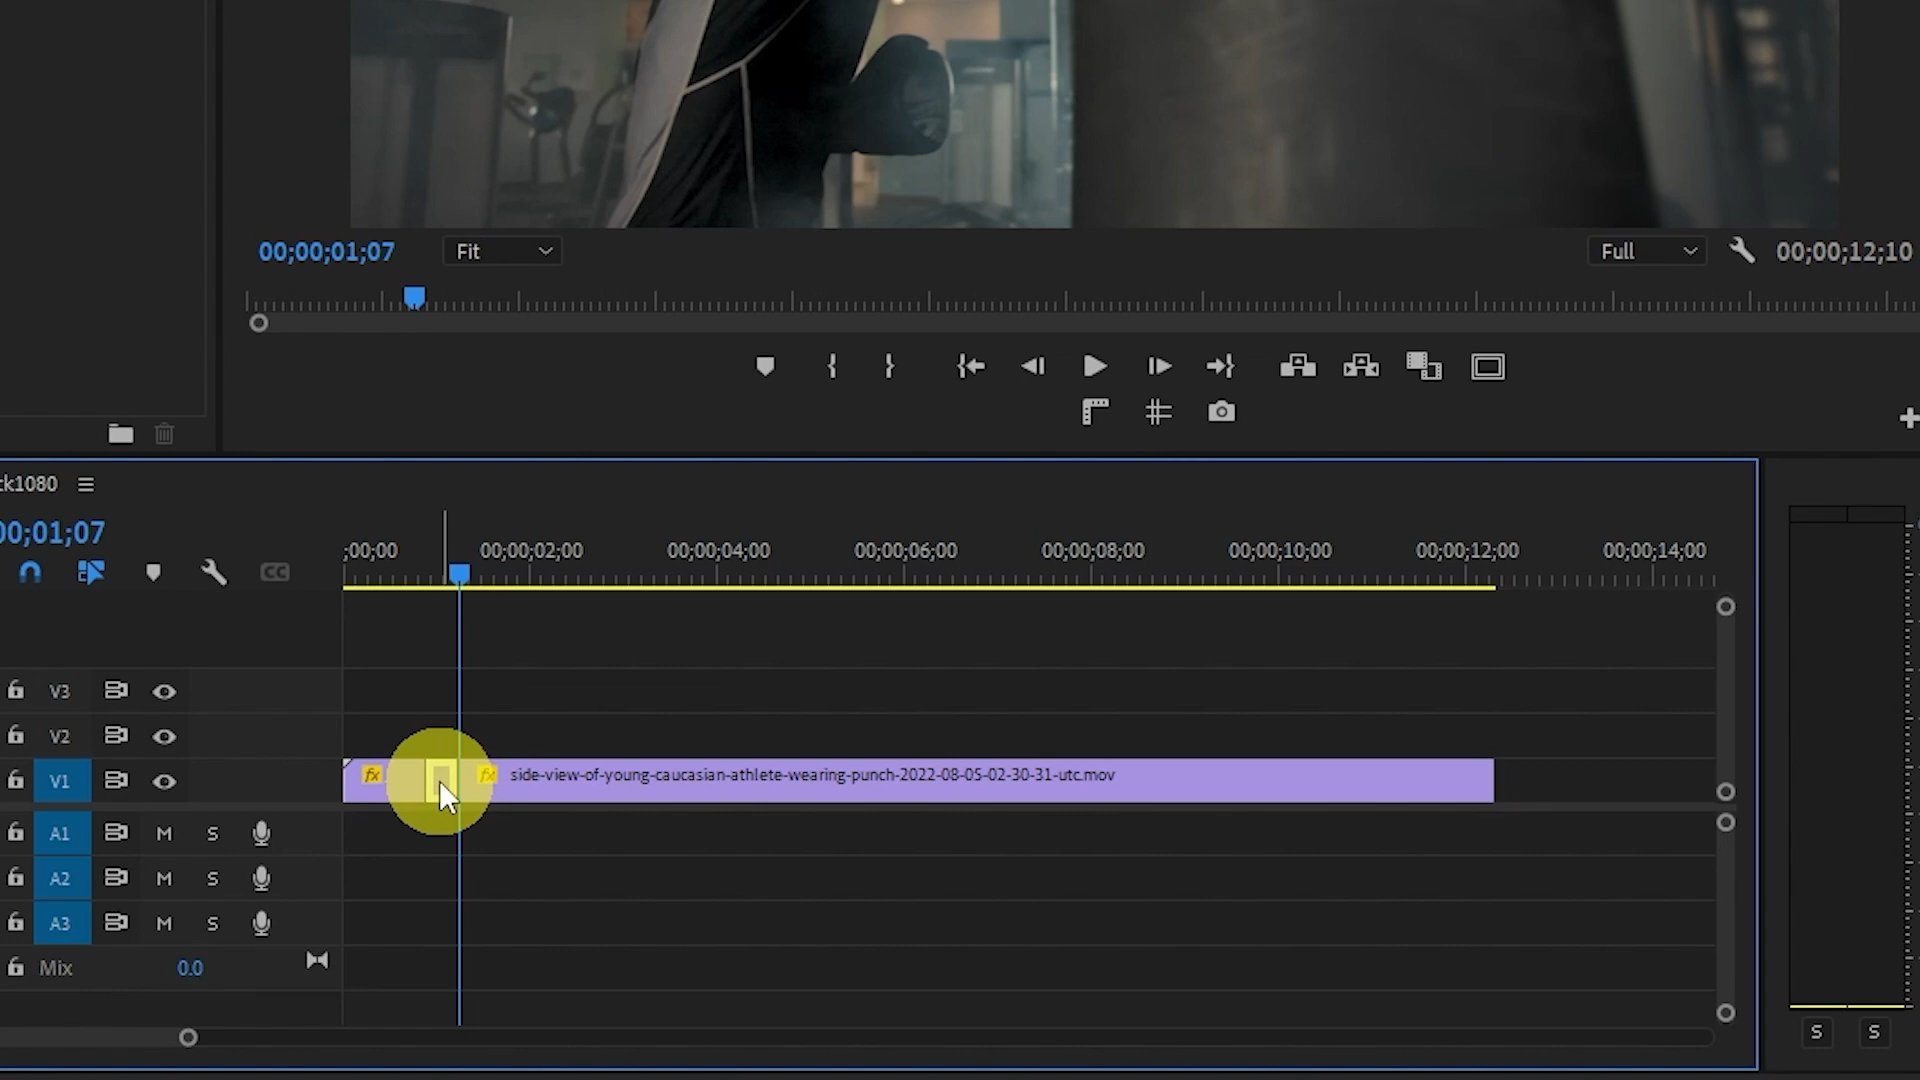 00;00;01;07
Fit
Full
00;00;12;10
ck1080
00;01;07
;00;00
00;00;02;00
00;00;04;00
00;00;06;00
00;00;08;00
00;00;10;00
00;00;12;00
00;00;14;00
CC
V3
V2
V1
fx
fx
side-view-of-young-caucasian-athlete-wearing-punch-2022-08-05-02-30-31-utc.mov
A1
M
S
A2
M
S
A3
M
S
Mix
0.0
S
S